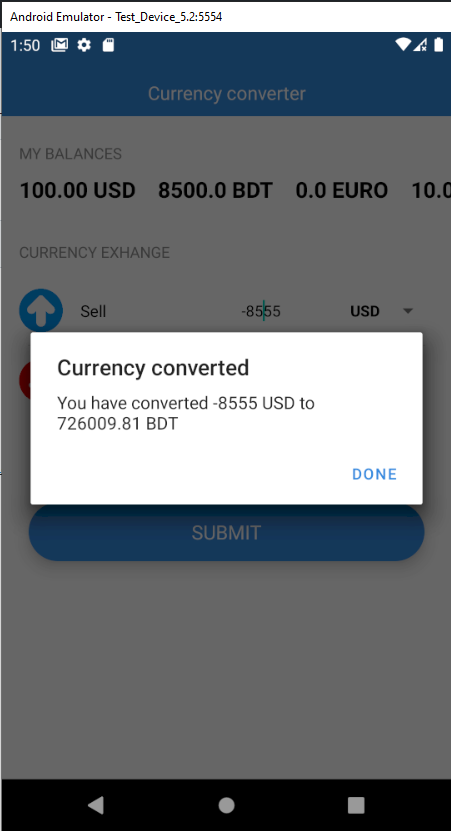 Android Emulator - Test_Device_5.2:5554
1:50
Currency converter
MY BALANCES
100.00 USD 8500.0 BDT 0.0 EURO 10.0
CURRENCY EXHANGE
Sell -8555 USD
Currency converted
You have converted -8555 USD to
726009.81 BDT
DONE
SUBMIT